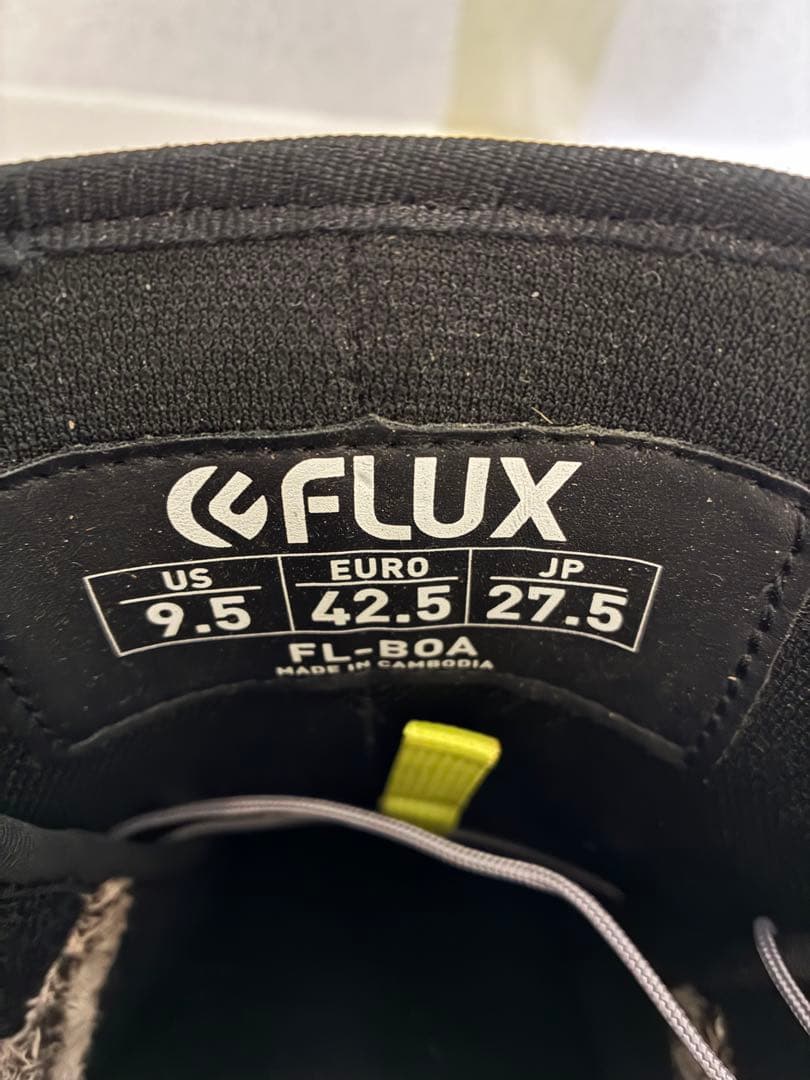 FLUX
US EURO JP
9.5 42.5 27.5
FL-BOA
MADE IN CAMBODIA